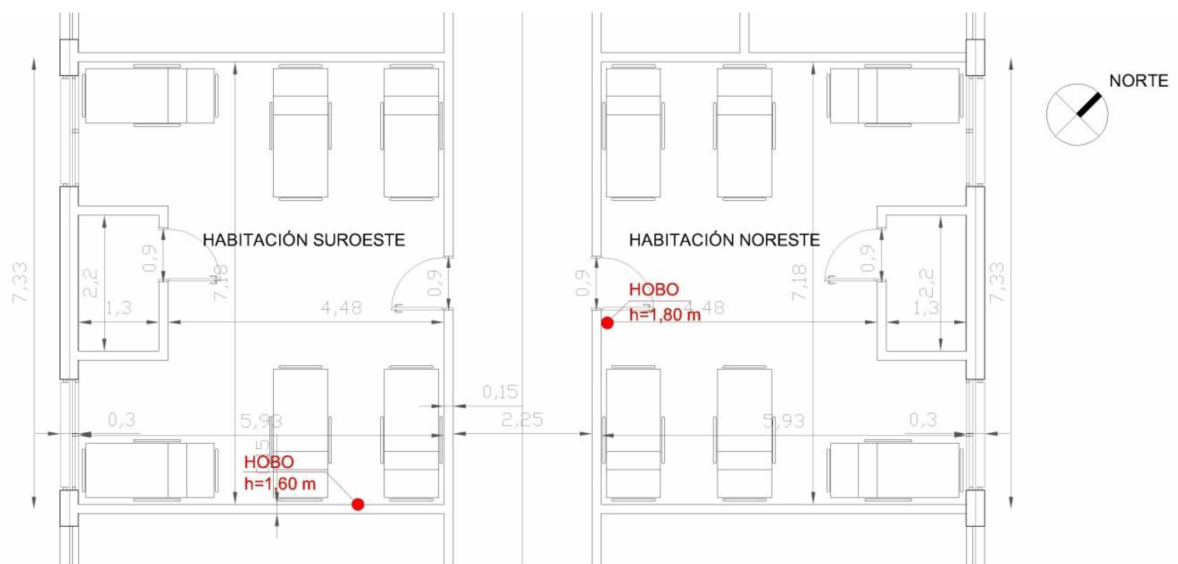 NORTE
HABITACIÓN SUROESTE
HABITACIÓN NORESTE
7,33
2,2
0,9
7,18
0,9
0,9
7,18
0,9
2,2
7,33
HOBO
h=1,80 m
1,3
4,48
4,48
1,3
0,15
0,3
5,93
2,25
5,93
0,3
HOBO
h=1,60 m